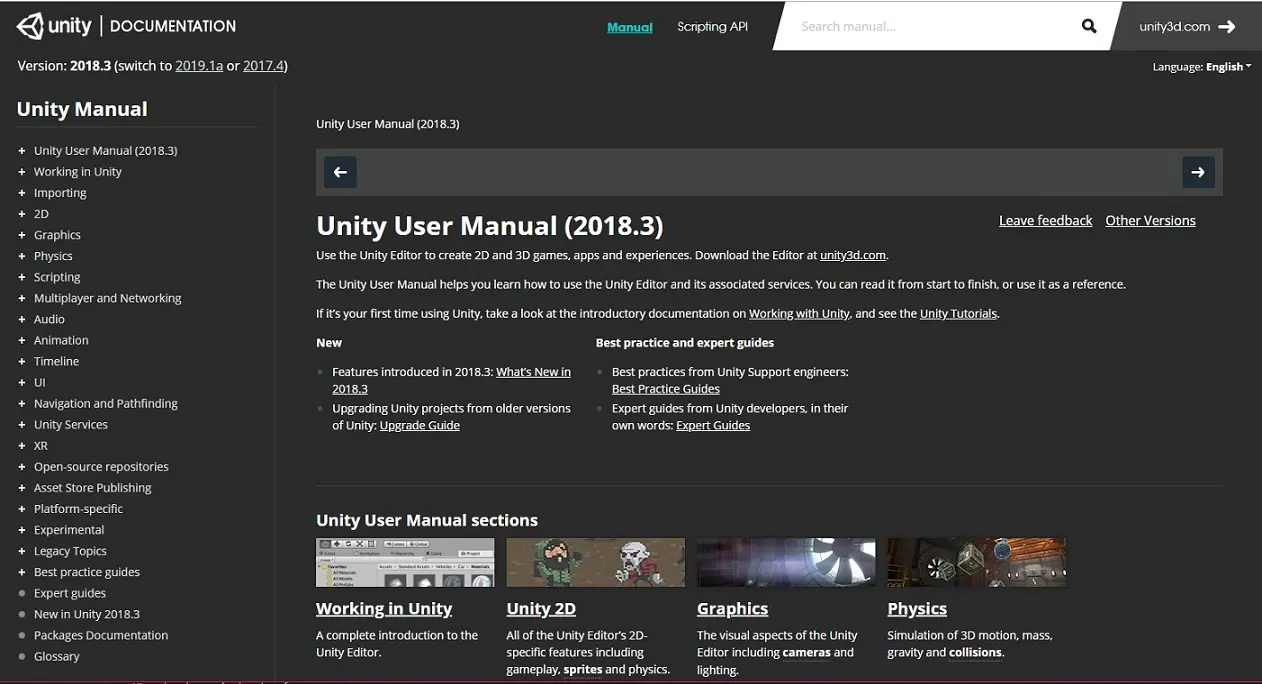 unity | DOCUMENTATION
Manual
Scripting API
Search manual...
unity3d.com
Version: 2018.3 (switch to 2019.1a or 2017.4)
Language: English
Unity Manual
Unity User Manual (2018.3)
Working in Unity
Importing
2D
Graphics
Physics
Scripting
Multiplayer and Networking
Audio
Animation
Timeline
UI
Navigation and Pathfinding
Unity Services
XR
Open-source repositories
Asset Store Publishing
Platform-specific
Experimental
Legacy Topics
Best practice guides
Expert guides
New in Unity 2018.3
Packages Documentation
Glossary
Unity User Manual (2018.3)
Unity User Manual (2018.3)
Leave feedback
Other Versions
Use the Unity Editor to create 2D and 3D games, apps and experiences. Download the Editor at unity3d.com.
The Unity User Manual helps you learn how to use the Unity Editor and its associated services. You can read it from start to finish, or use it as a reference.
If it's your first time using Unity, take a look at the introductory documentation on Working with Unity, and see the Unity Tutorials.
New
Features introduced in 2018.3: What's New in
2018.3
Upgrading Unity projects from older versions
of Unity: Upgrade Guide
Best practice and expert guides
Best practices from Unity Support engineers:
Best Practice Guides
Expert guides from Unity developers, in their
own words: Expert Guides
Unity User Manual sections
Working in Unity
A complete introduction to the
Unity Editor.
Unity 2D
All of the Unity Editor's 2D-
specific features including
gameplay, sprites and physics.
Graphics
The visual aspects of the Unity
Editor including cameras and
lighting.
Physics
Simulation of 3D motion, mass,
gravity and collisions.